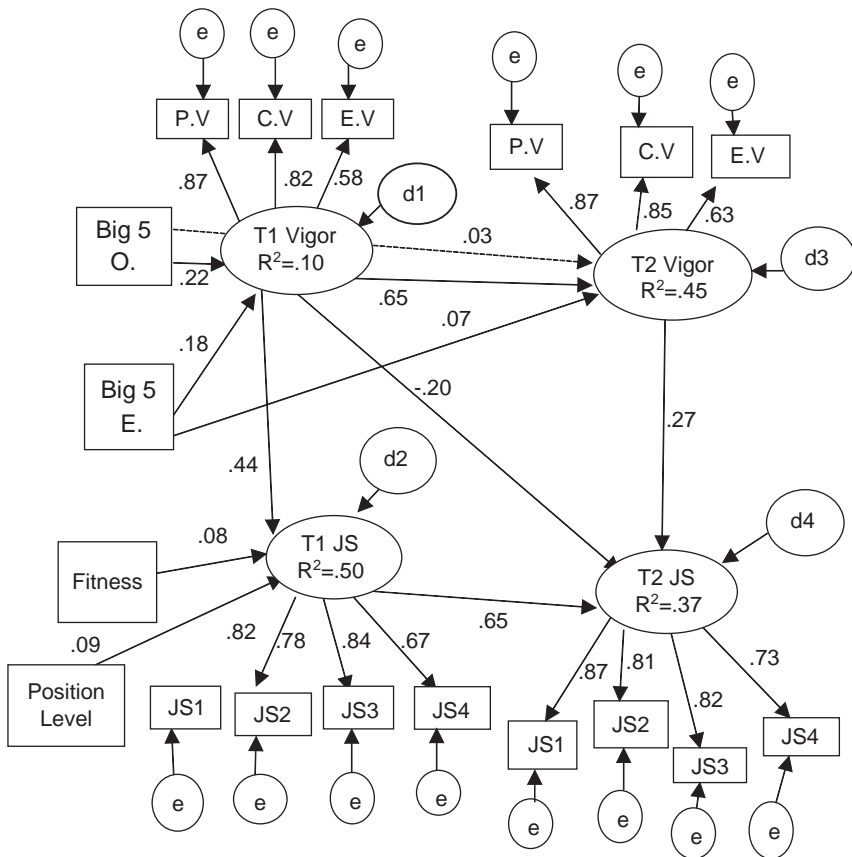 e
e
e
e
e
P.V
C.V
E.V
P.V
C.V
E.V
.87
.82
.58
d1
.87
.85
.63
Big 5
O.
.22
T1 Vigor
R²=.10
.03
.65
T2 Vigor
R²=.45
d3
.18
.07
Big 5
E.
-.20
.44
.27
d2
d4
T1 JS
R²=.50
.08
Fitness
T2 JS
R²=.37
.09
.65
Position
Level
.82
.78
.84
.67
.87
.81
.82
.73
JS1
JS2
JS3
JS4
JS1
JS2
JS3
JS4
e
e
e
e
e
e
e
e
e